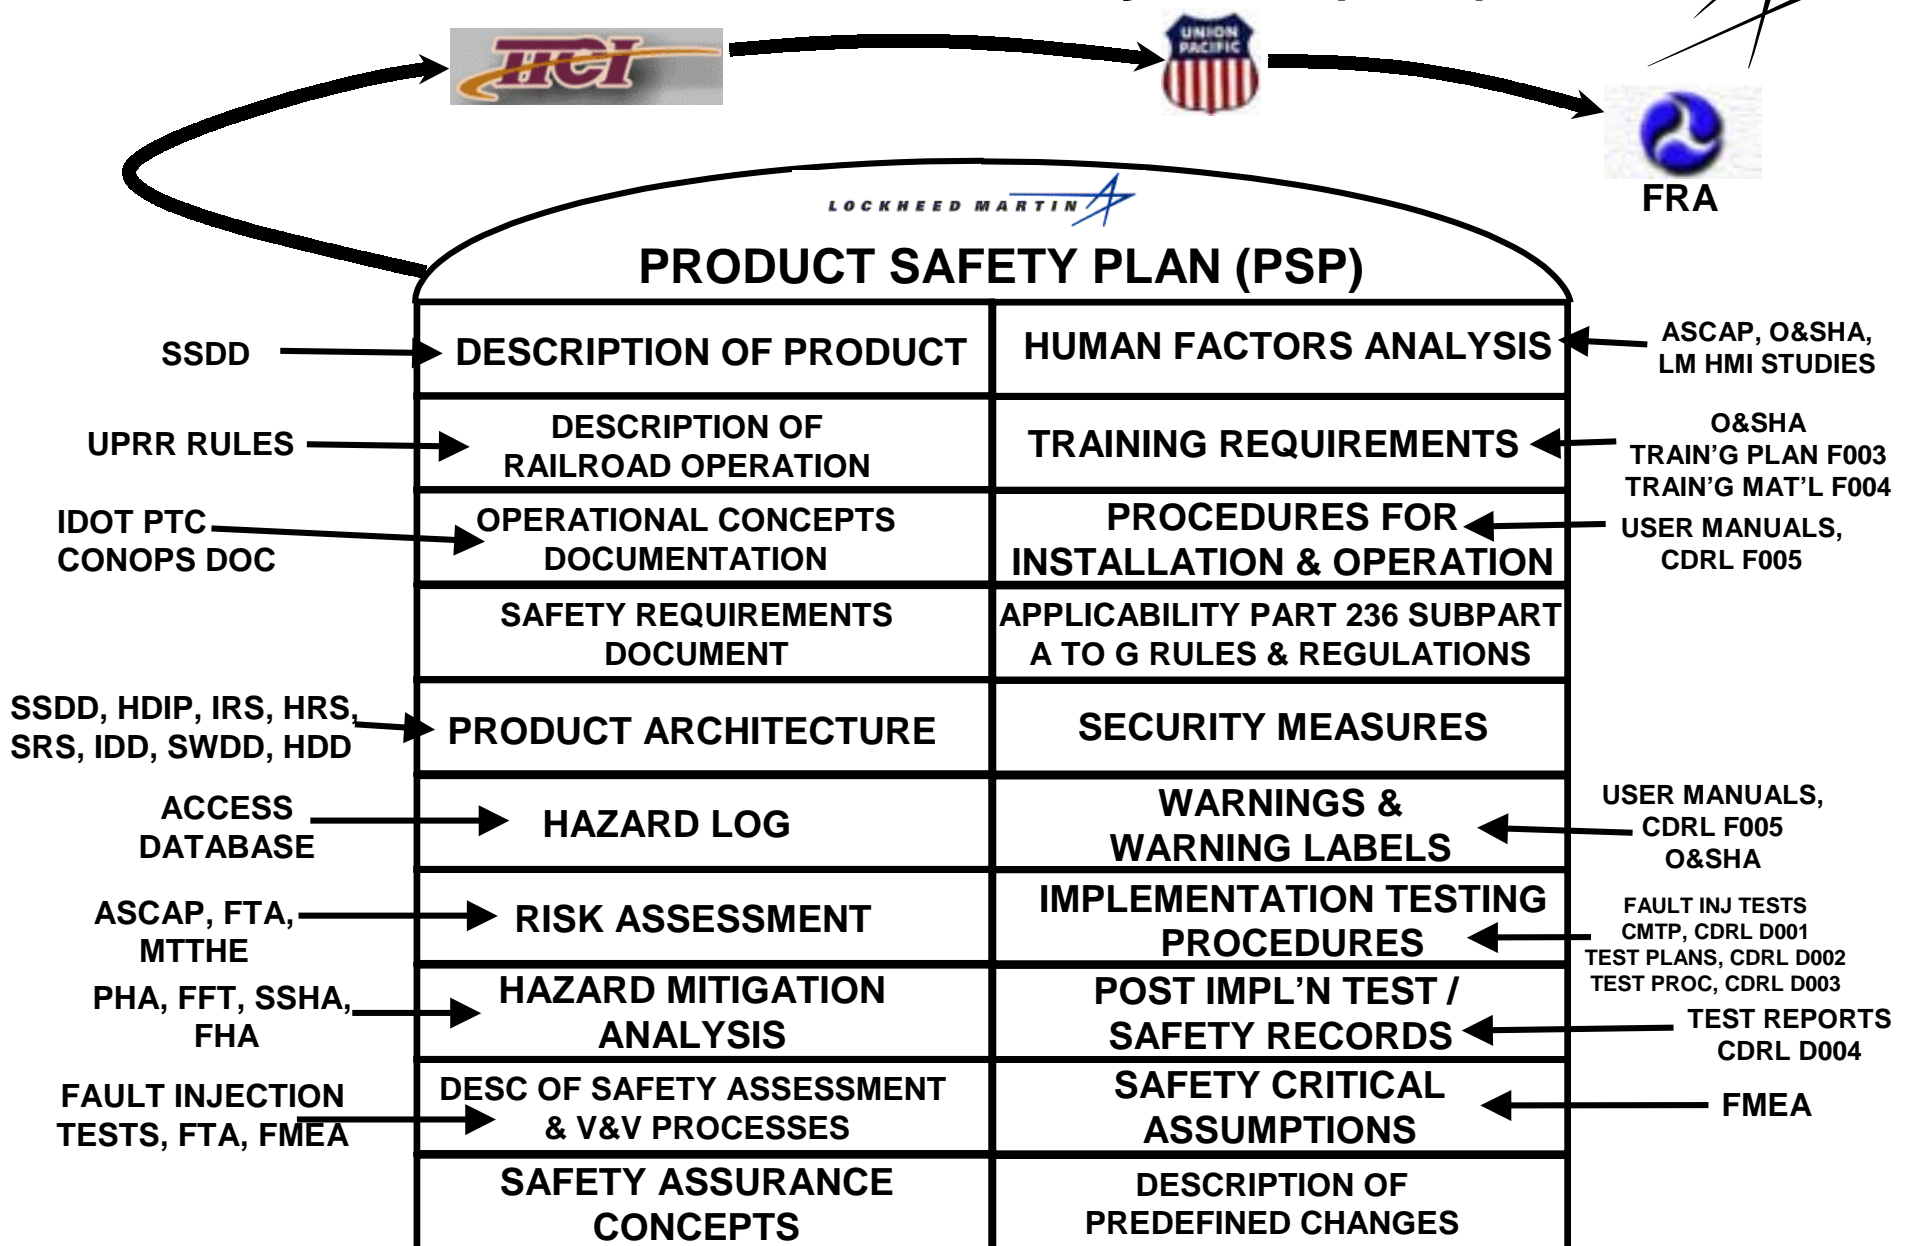 TTCI
UNION
PACIFIC
FRA
LOCKHEED MARTIN
PRODUCT SAFETY PLAN (PSP)
SSDD
DESCRIPTION OF PRODUCT
HUMAN FACTORS ANALYSIS
ASCAP, O&SHA,
LM HMI STUDIES
UPRR RULES
DESCRIPTION OF
RAILROAD OPERATION
TRAINING REQUIREMENTS
O&SHA
TRAIN'G PLAN F003
TRAIN'G MAT'L F004
IDOT PTC
CONOPS DOC
OPERATIONAL CONCEPTS
DOCUMENTATION
PROCEDURES FOR
INSTALLATION & OPERATION
USER MANUALS,
CDRL F005
SAFETY REQUIREMENTS
DOCUMENT
APPLICABILITY PART 236 SUBPART
A TO G RULES & REGULATIONS
SSDD, HDIP, IRS, HRS,
SRS, IDD, SWDD, HDD
PRODUCT ARCHITECTURE
SECURITY MEASURES
ACCESS
DATABASE
HAZARD LOG
WARNINGS &
WARNING LABELS
USER MANUALS,
CDRL F005
O&SHA
ASCAP, FTA,
MTTHE
RISK ASSESSMENT
IMPLEMENTATION TESTING
PROCEDURES
FAULT INJ TESTS
CMTP, CDRL D001
TEST PLANS, CDRL D002
TEST PROC, CDRL D003
PHA, FFT, SSHA,
FHA
HAZARD MITIGATION
ANALYSIS
POST IMPL'N TEST /
SAFETY RECORDS
TEST REPORTS
CDRL D004
FAULT INJECTION
TESTS, FTA, FMEA
DESC OF SAFETY ASSESSMENT
& V&V PROCESSES
SAFETY CRITICAL
ASSUMPTIONS
FMEA
SAFETY ASSURANCE
CONCEPTS
DESCRIPTION OF
PREDEFINED CHANGES